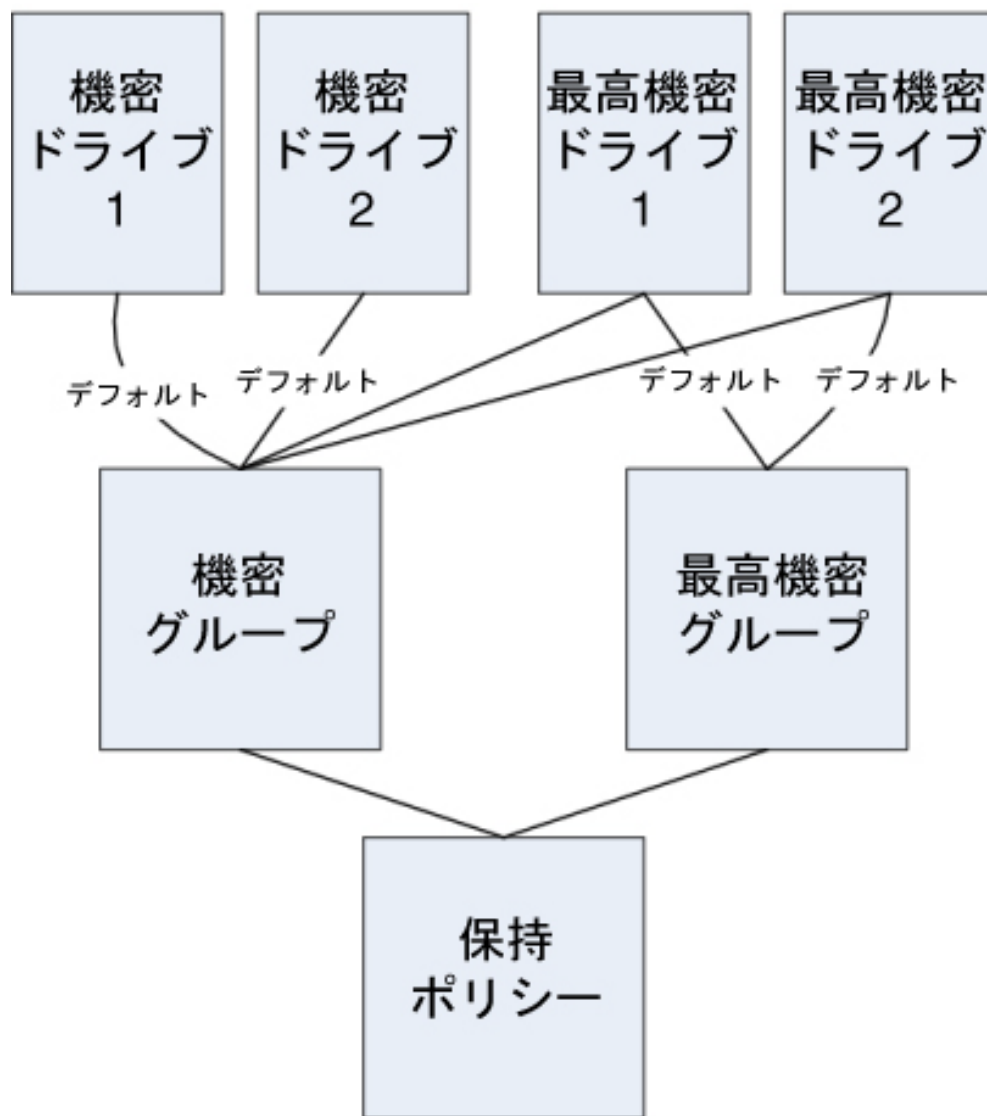 機密
ドライブ
1
機密
ドライブ
2
最高機密
ドライブ
1
最高機密
ドライブ
2
デフォルト
デフォルト
デフォルト
デフォルト
機密
グループ
最高機密
グループ
保持
ポリシー